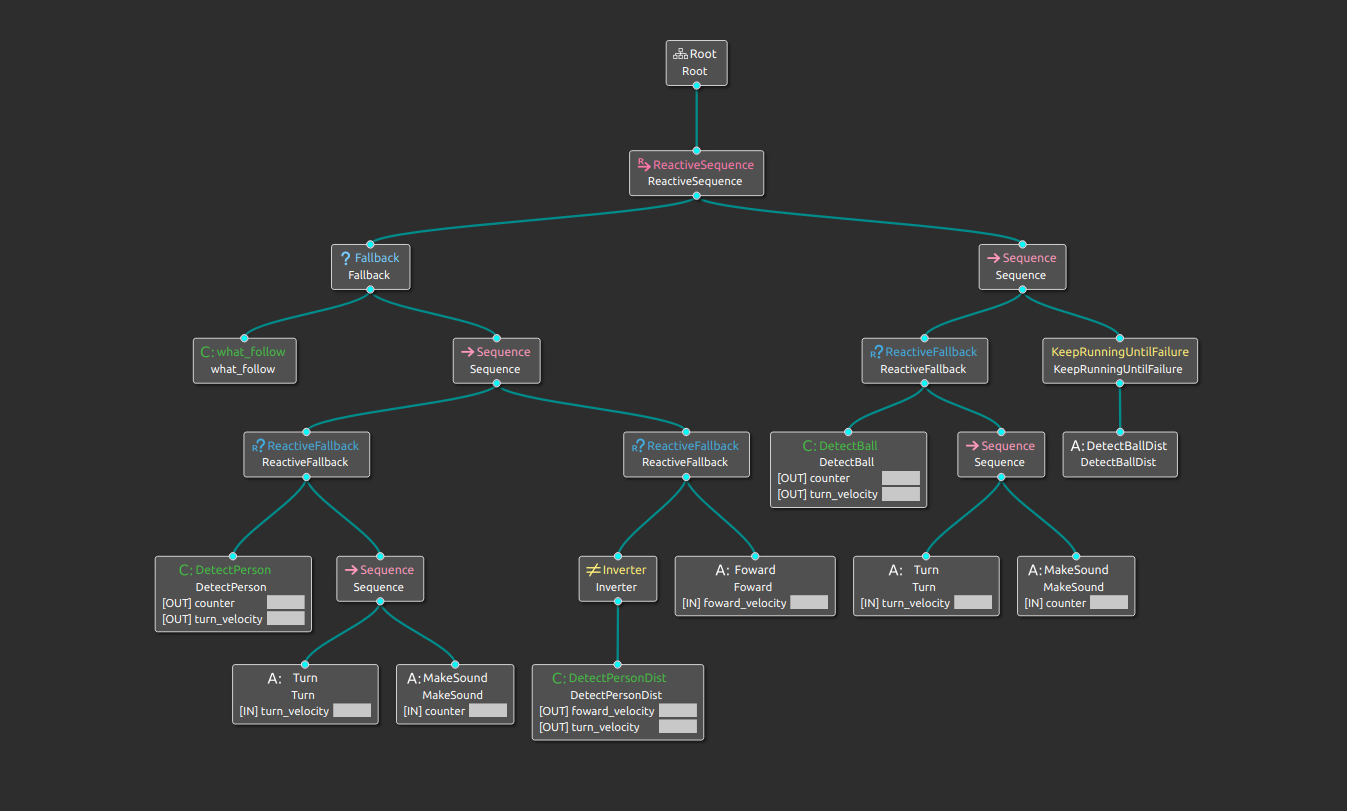 Root
Root
R ReactiveSequence
ReactiveSequence
? Fallback
Fallback
Sequence
Sequence
C: what_follow
what_follow
Sequence
Sequence
R? ReactiveFallback
ReactiveFallback
KeepRunningUntilFailure
KeepRunningUntilFailure
R? ReactiveFallback
ReactiveFallback
R? ReactiveFallback
ReactiveFallback
C: DetectBall
DetectBall
[OUT] counter
[OUT] turn_velocity
Sequence
Sequence
A: DetectBallDist
DetectBallDist
C: DetectPerson
DetectPerson
[OUT] counter
[OUT] turn_velocity
Sequence
Sequence
Inverter
Inverter
A: Foward
Foward
[IN] foward_velocity
A: Turn
Turn
[IN] turn_velocity
A: MakeSound
MakeSound
[IN] counter
A: Turn
Turn
[IN] turn_velocity
A: MakeSound
MakeSound
[IN] counter
C: DetectPersonDist
DetectPersonDist
[OUT] foward_velocity
[OUT] turn_velocity